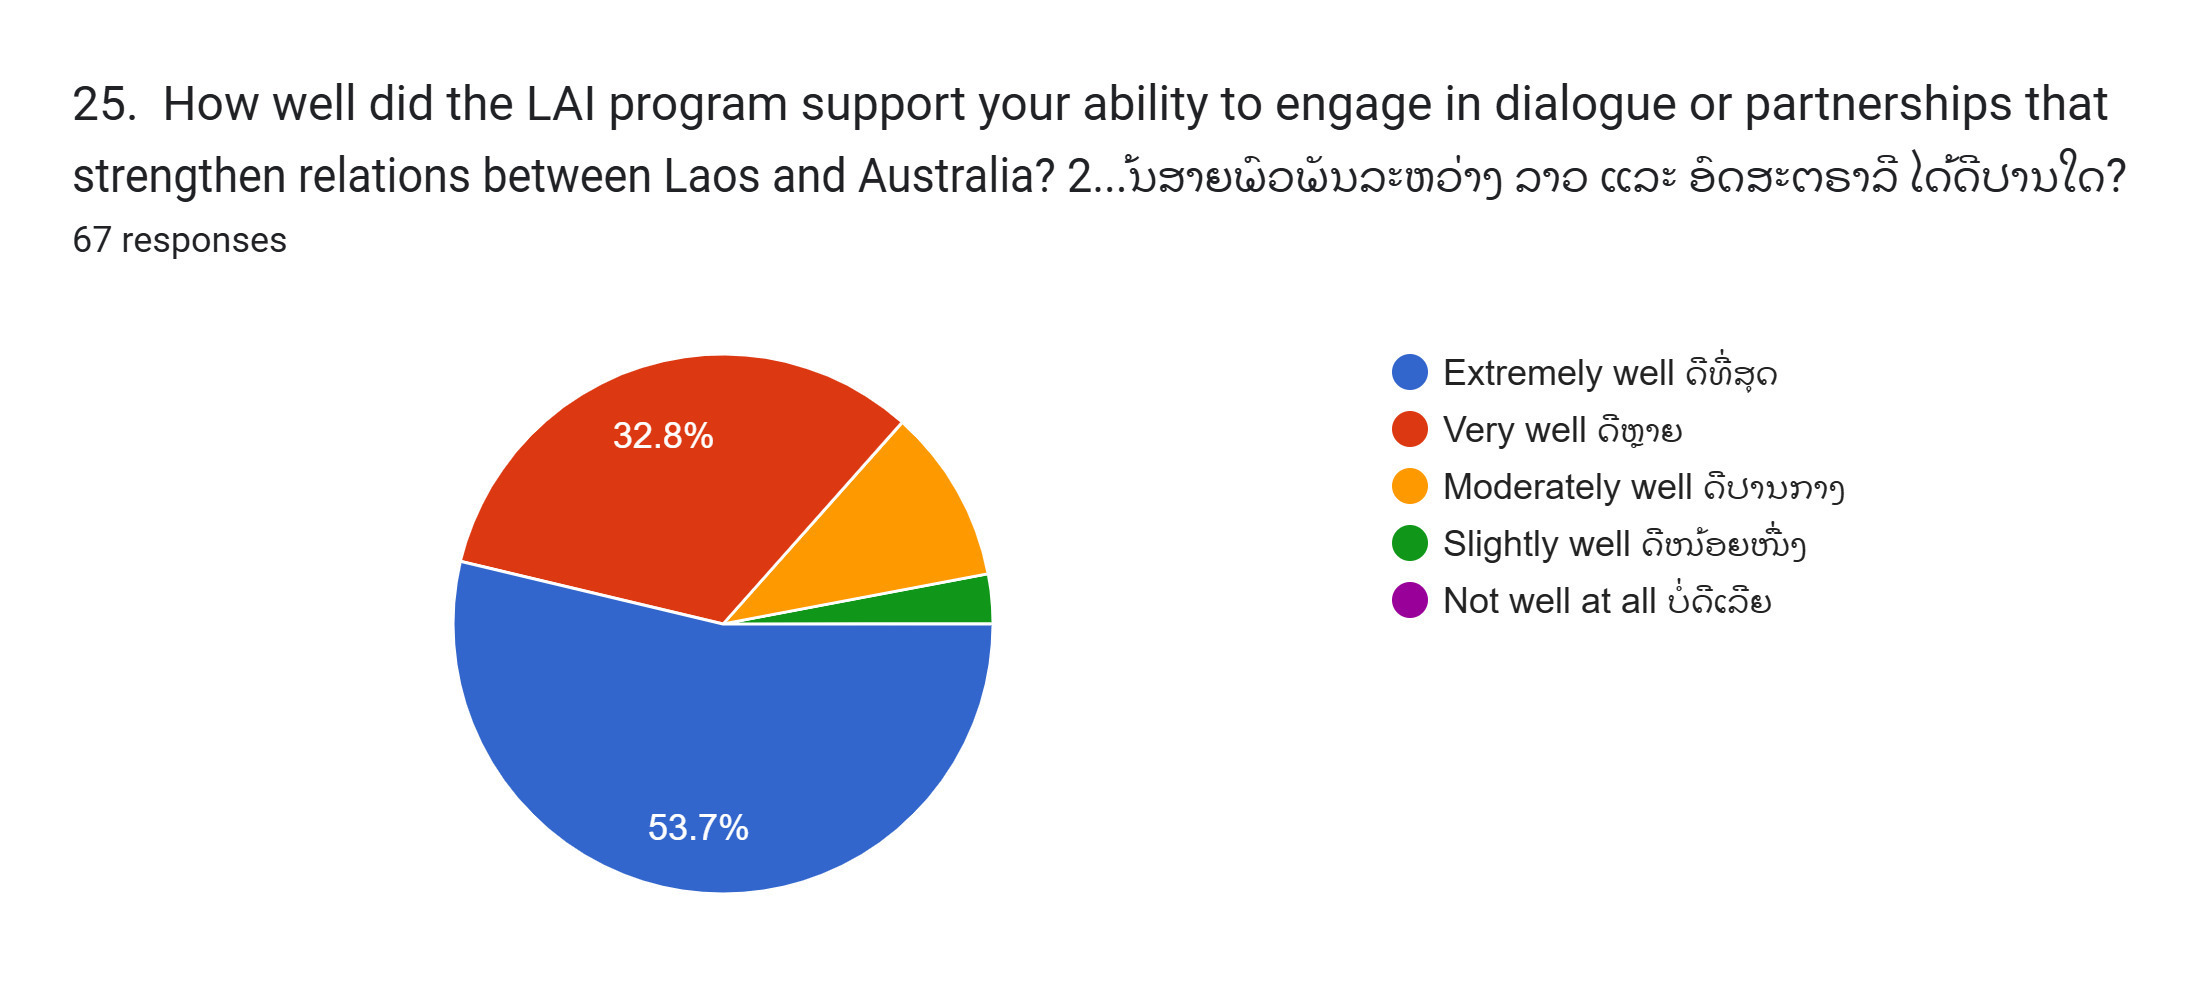 25.  How well did the LAI program support your ability to engage in dialogue or partnerships that
strengthen relations between Laos and Australia? 2...ັ້ນສາຍພົວພັນລະຫວ່າງ ລາວ ແລະ ອົດສະຕຣາລີ ໄດ້ດີປານໃດ?
67 responses
32.8%
53.7%
Extremely well ດີທີ່ສຸດ
Very well ດີຫຼາຍ
Moderately well ດີປານກາງ
Slightly well ດີໜ້ອຍໜຶ່ງ
Not well at all ບໍ່ດີເລີຍ